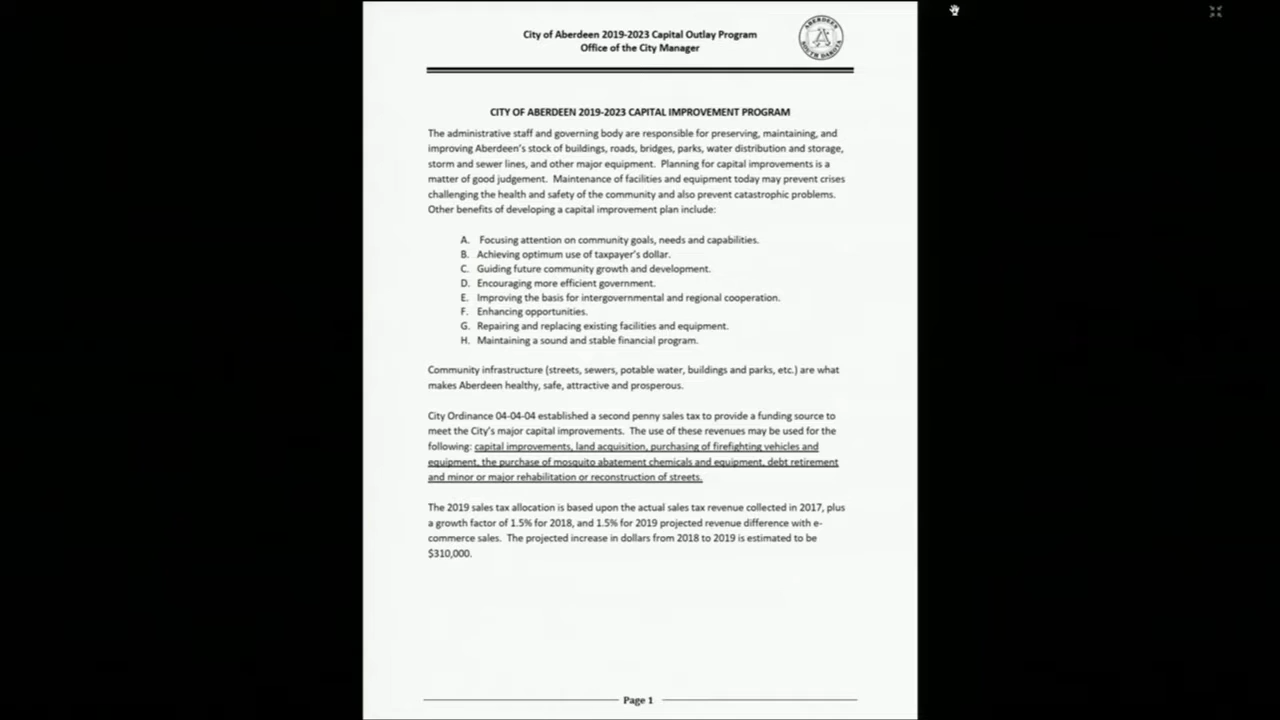 City of Aberdeen 2019-2023 Capital Outlay Program
Office of the City Manager
ABERDEEN
SOUTH DAKOTA
CITY OF ABERDEEN 2019-2023 CAPITAL IMPROVEMENT PROGRAM
The administrative staff and governing body are responsible for preserving, maintaining, and
improving Aberdeen's stock of buildings, roads, bridges, parks, water distribution and storage,
storm and sewer lines, and other major equipment. Planning for capital improvements is a
matter of good judgement. Maintenance of facilities and equipment today may prevent crises
challenging the health and safety of the community and also prevent catastrophic problems.
Other benefits of developing a capital improvement plan include:
A. Focusing attention on community goals, needs and capabilities.
B. Achieving optimum use of taxpayer's dollar.
C. Guiding future community growth and development.
D. Encouraging more efficient government.
E. Improving the basis for intergovernmental and regional cooperation.
F. Enhancing opportunities.
G. Repairing and replacing existing facilities and equipment.
H. Maintaining a sound and stable financial program.
Community infrastructure (streets, sewers, potable water, buildings and parks, etc.) are what
makes Aberdeen healthy, safe, attractive and prosperous.
City Ordinance 04-04-04 established a second penny sales tax to provide a funding source to
meet the City's major capital improvements. The use of these revenues may be used for the
following: capital improvements, land acquisition, purchasing of firefighting vehicles and
equipment, the purchase of mosquito abatement chemicals and equipment, debt retirement
and minor or major rehabilitation or reconstruction of streets.
The 2019 sales tax allocation is based upon the actual sales tax revenue collected in 2017, plus
a growth factor of 1.5% for 2018, and 1.5% for 2019 projected revenue difference with e-
commerce sales. The projected increase in dollars from 2018 to 2019 is estimated to be
$310,000.
Page 1